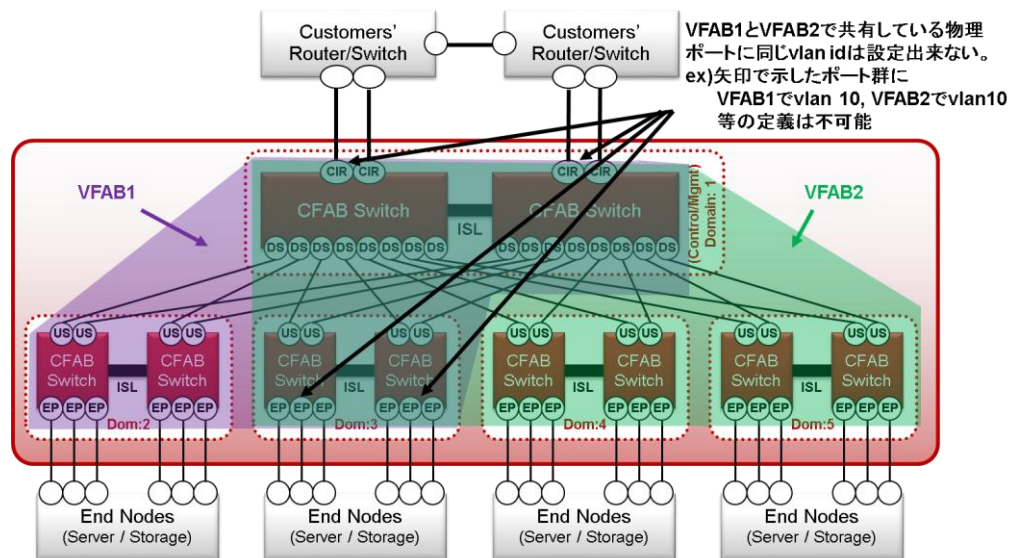 Customers'
Router/Switch
Customers'
Router/Switch
VFAB1とVFAB2で共有している物理
ポートに同じvlan idは設定出来ない。
ex)矢印で示したポート群に
VFAB1でvlan 10, VFAB2でvlan10
等の定義は不可能
VFAB1
VFAB2
CIR CIR
CIR CIR
CFAB Switch
ISL
CFAB Switch
(Control/Mgmt)
Domain: 1
DS DS DS DS DS DS DS DS
DS DS DS DS DS DS DS DS
US US
US US
US US
US US
US US
US US
US US
US US
CFAB
Switch
ISL
CFAB
Switch
CFAB
Switch
ISL
CFAB
Switch
CFAB
Switch
ISL
CFAB
Switch
CFAB
Switch
ISL
CFAB
Switch
EP EP EP
EP EP EP
EP EP EP
EP EP EP
EP EP EP
EP EP EP
EP EP EP
EP EP EP
Dom:2
Dom:3
Dom:4
Dom:5
End Nodes
(Server / Storage)
End Nodes
(Server / Storage)
End Nodes
(Server / Storage)
End Nodes
(Server / Storage)